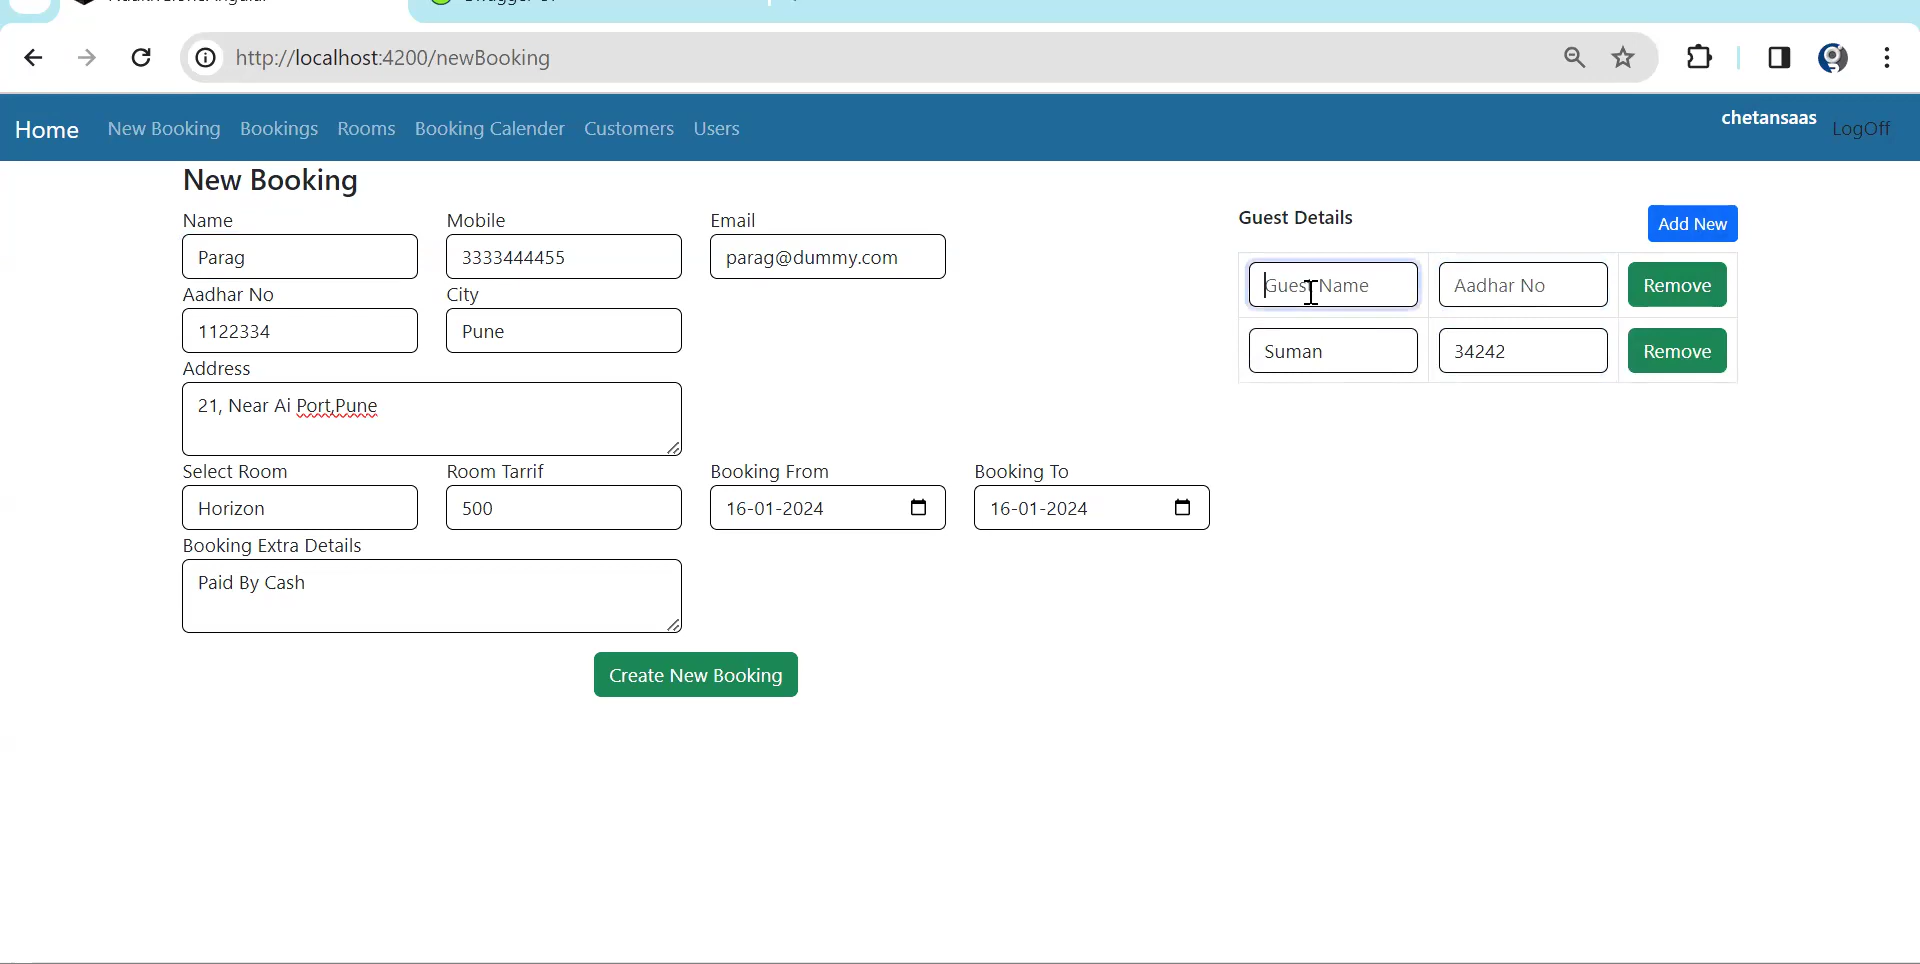 http://localhost:4200/newBooking
Home New Booking Bookings Rooms Booking Calender Customers Users chetansaas LogOff
New Booking
Name Mobile Email
Parag 3333444455 parag@dummy.com
Aadhar No City
1122334 Pune
Address
21, Near Ai Port,Pune
Select Room Room Tarrif Booking From Booking To
Horizon 500 16-01-2024 16-01-2024
Booking Extra Details
Paid By Cash
Create New Booking
Guest Details Add New
Guest Name Aadhar No Remove
Suman 34242 Remove